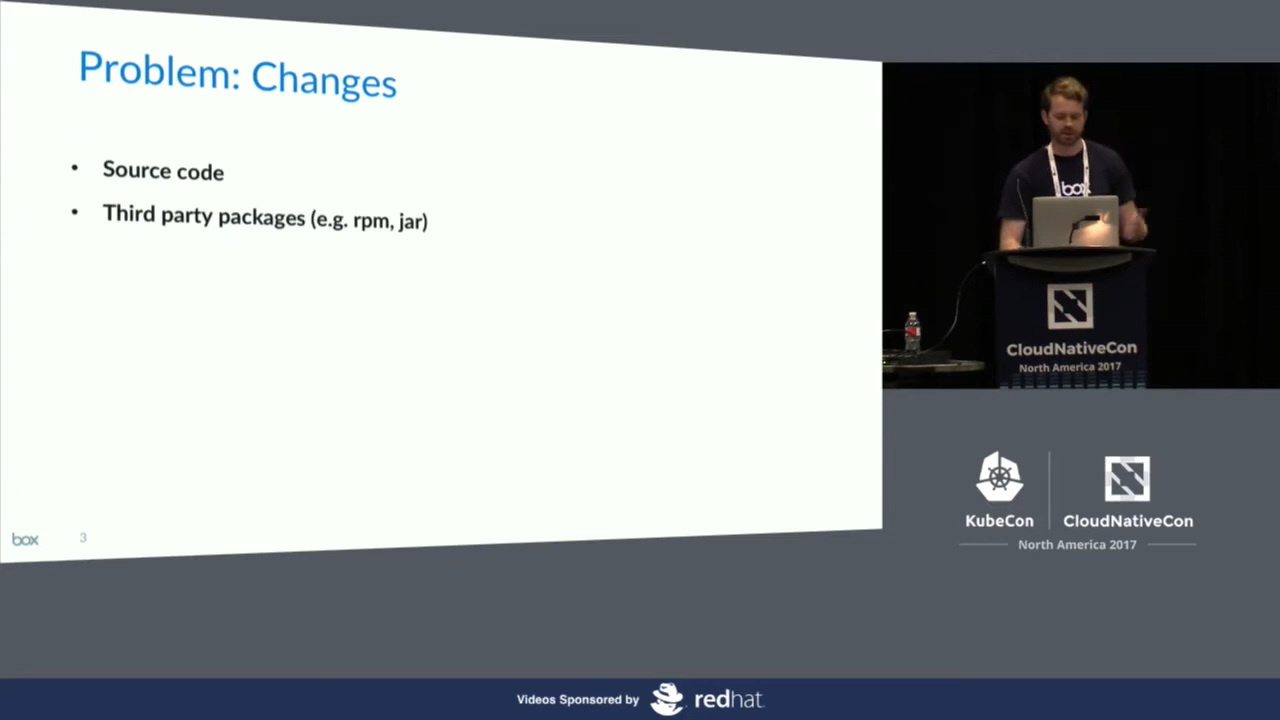 Problem: Changes
• Source code
• Third party packages (e.g. rpm, jar)
box 3
box
CloudNativeCon
North America 2017
KubeCon CloudNativeCon
North America 2017
Videos Sponsored by redhat